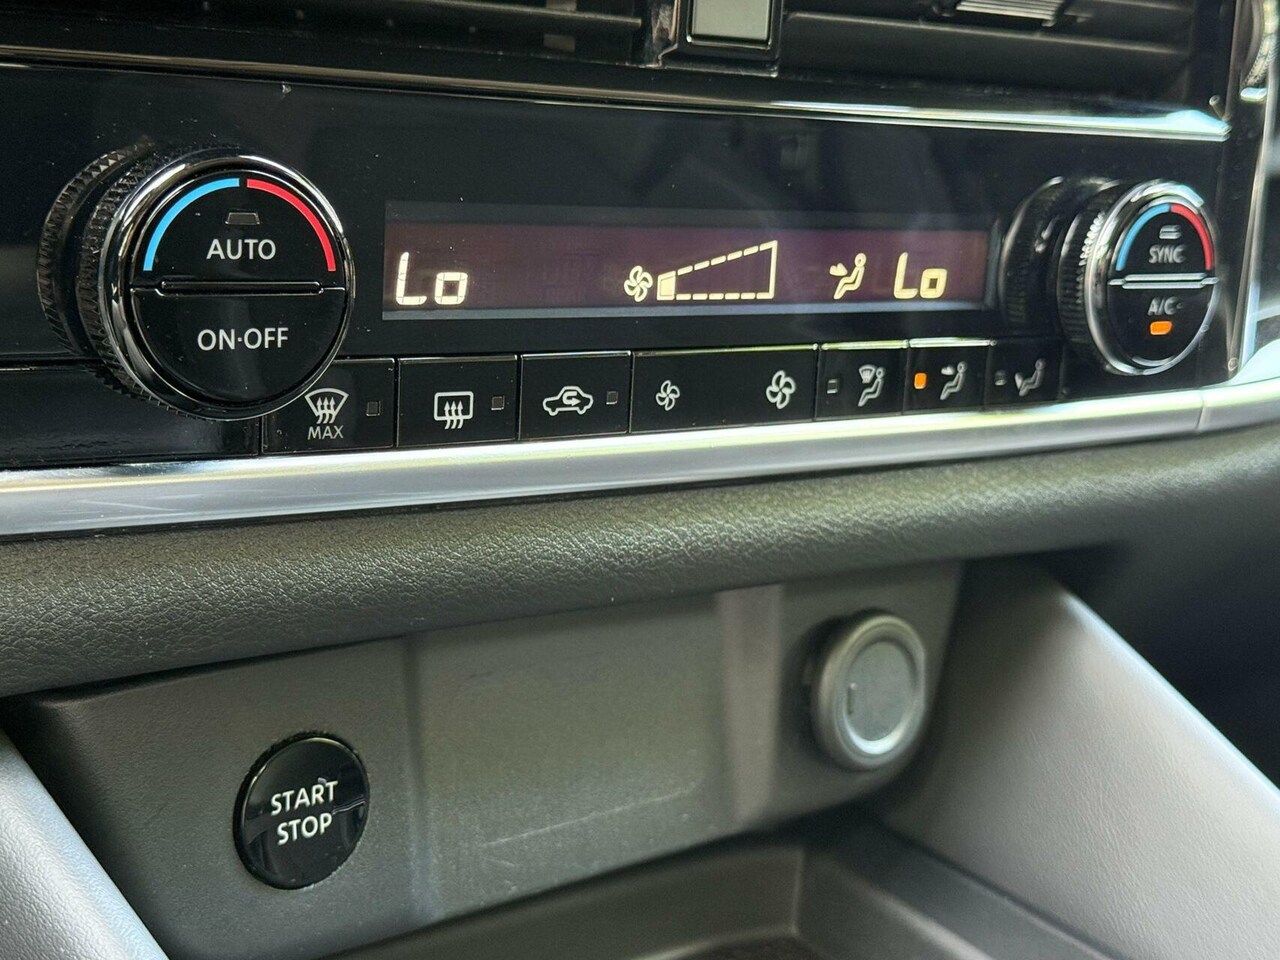 AUTO
ON·OFF
Lo
Lo
SYNC
A/C
MAX
START
STOP